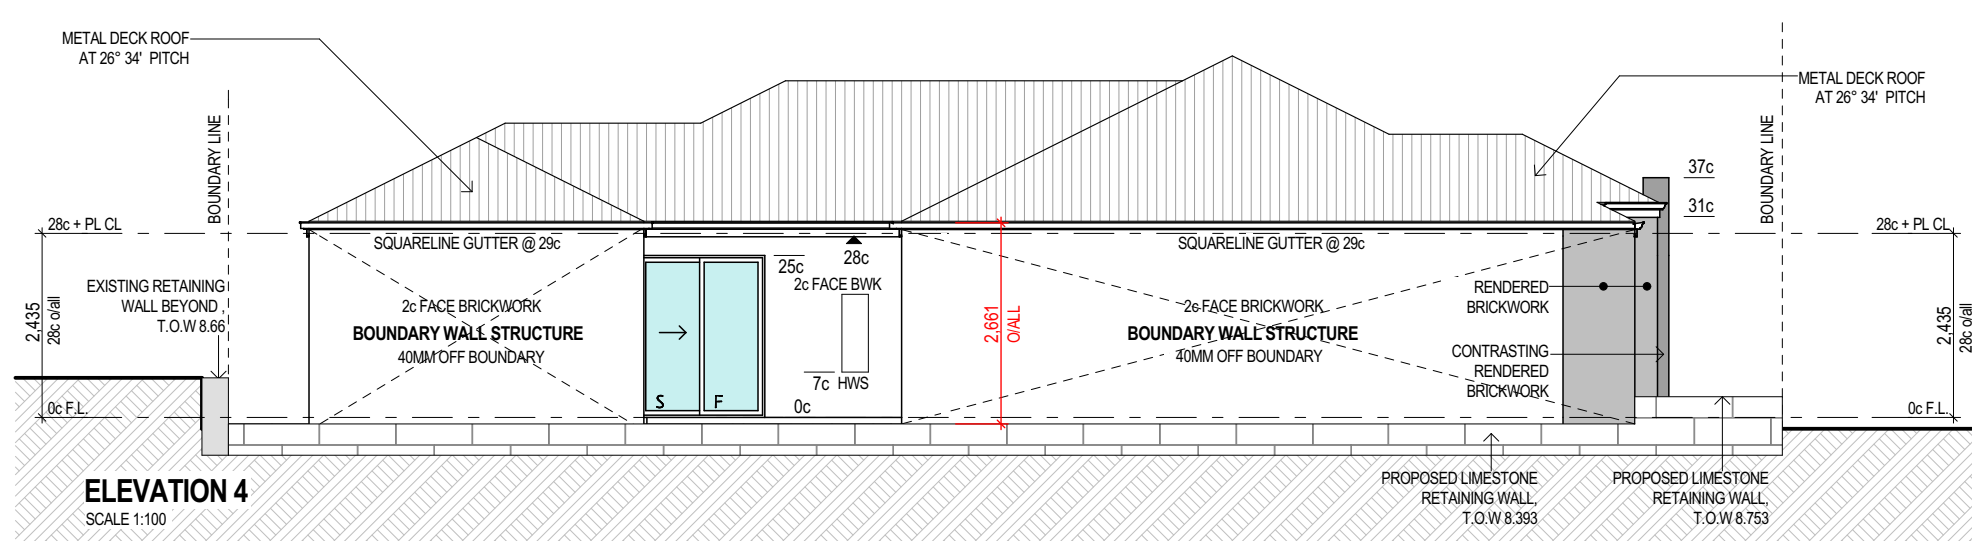 METAL DECK ROOF
AT 26° 34' PITCH
METAL DECK ROOF
AT 26° 34' PITCH
BOUNDARY LINE
BOUNDARY LINE
37c
31c
28c + PL CL
28c + PL CL
SQUARELINE GUTTER @ 29c
SQUARELINE GUTTER @ 29c
28c
25c
2c FACE BWK
EXISTING RETAINING
WALL BEYOND ,
T.O.W 8.66
2,435
28c o/all
2c FACE BRICKWORK
BOUNDARY WALL STRUCTURE
40MM OFF BOUNDARY
S
F
7c HWS
0c
2,661
O/ALL
2c FACE BRICKWORK
BOUNDARY WALL STRUCTURE
40MM OFF BOUNDARY
RENDERED
BRICKWORK
CONTRASTING
RENDERED
BRICKWORK
2,435
28c o/all
0c F.L.
0c F.L.
PROPOSED LIMESTONE
RETAINING WALL,
T.O.W 8.393
PROPOSED LIMESTONE
RETAINING WALL,
T.O.W 8.753
ELEVATION 4
SCALE 1:100